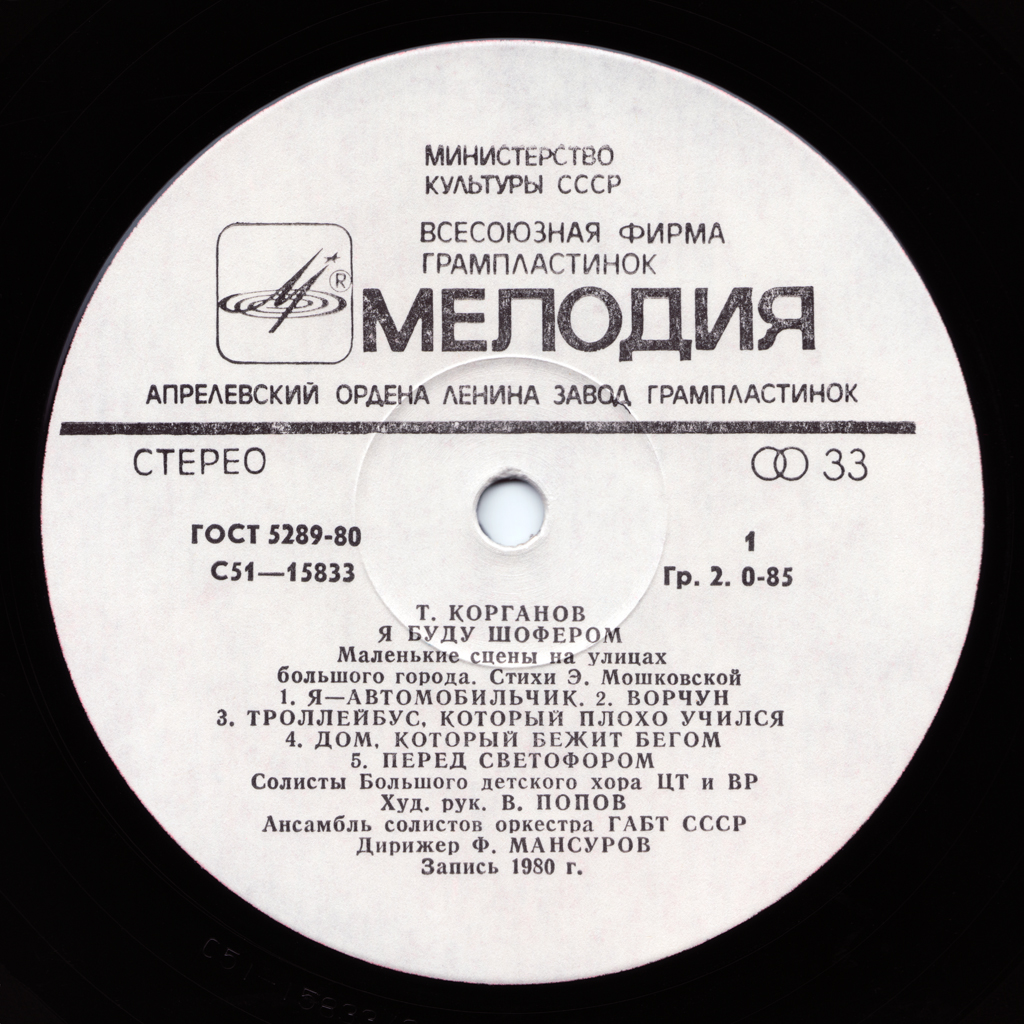 МИНИСТЕРСТВО
КУЛЬТУРЫ СССР
ВСЕСОЮЗНАЯ ФИРМА
ГРАМПЛАСТИНОК
®
МЕЛОДИЯ
АПРЕЛЕВСКИЙ ОРДЕНА ЛЕНИНА ЗАВОД ГРАМПЛАСТИНОК
СТЕРЕО 33
ГОСТ 5289-80 1
С51—15833 Гр. 2. 0-85
Т. КОРГАНОВ
Я БУДУ ШОФЕРОМ
Маленькие сцены на улицах
большого города. Стихи Э. Мошковской
1. Я—АВТОМОБИЛЬЧИК. 2. ВОРЧУН
3. ТРОЛЛЕЙБУС, КОТОРЫЙ ПЛОХО УЧИЛСЯ
4. ДОМ, КОТОРЫЙ БЕЖИТ БЕГОМ
5. ПЕРЕД СВЕТОФОРОМ
Солисты Большого детского хора ЦТ и ВР
Худ. рук. В. ПОПОВ
Ансамбль солистов оркестра ГАБТ СССР
Дирижер Ф. МАНСУРОВ
Запись 1980 г.